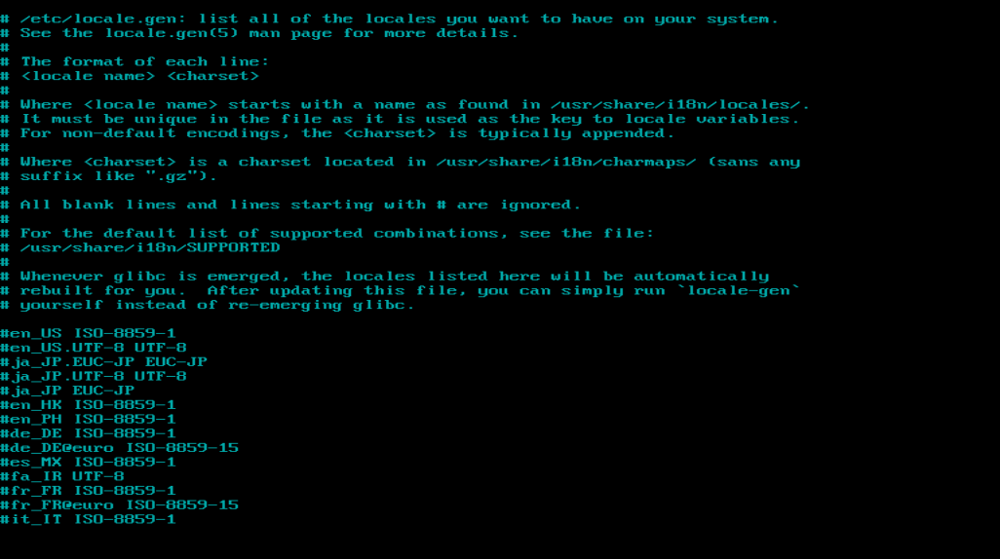 # /etc/locale.gen: list all of the locales you want to have on your system.
# See the locale.gen(5) man page for more details.
#
# The format of each line:
# <locale name> <charset>
#
# Where <locale name> starts with a name as found in /usr/share/i18n/locales/.
# It must be unique in the file as it is used as the key to locale variables.
# For non-default encodings, the <charset> is typically appended.
#
# Where <charset> is a charset located in /usr/share/i18n/charmaps/ (sans any
# suffix like ".gz").
#
# All blank lines and lines starting with # are ignored.
#
# For the default list of supported combinations, see the file:
# /usr/share/i18n/SUPPORTED
#
# Whenever glibc is emerged, the locales listed here will be automatically
# rebuilt for you.  After updating this file, you can simply run `locale-gen`
# yourself instead of re-emerging glibc.

#en_US ISO-8859-1
#en_US.UTF-8 UTF-8
#ja_JP.EUC-JP EUC-JP
#ja_JP.UTF-8 UTF-8
#ja_JP EUC-JP
#en_HK ISO-8859-1
#en_PH ISO-8859-1
#de_DE ISO-8859-1
#de_DE@euro ISO-8859-15
#es_MX ISO-8859-1
#fa_IR UTF-8
#fr_FR ISO-8859-1
#fr_FR@euro ISO-8859-15
#it_IT ISO-8859-1